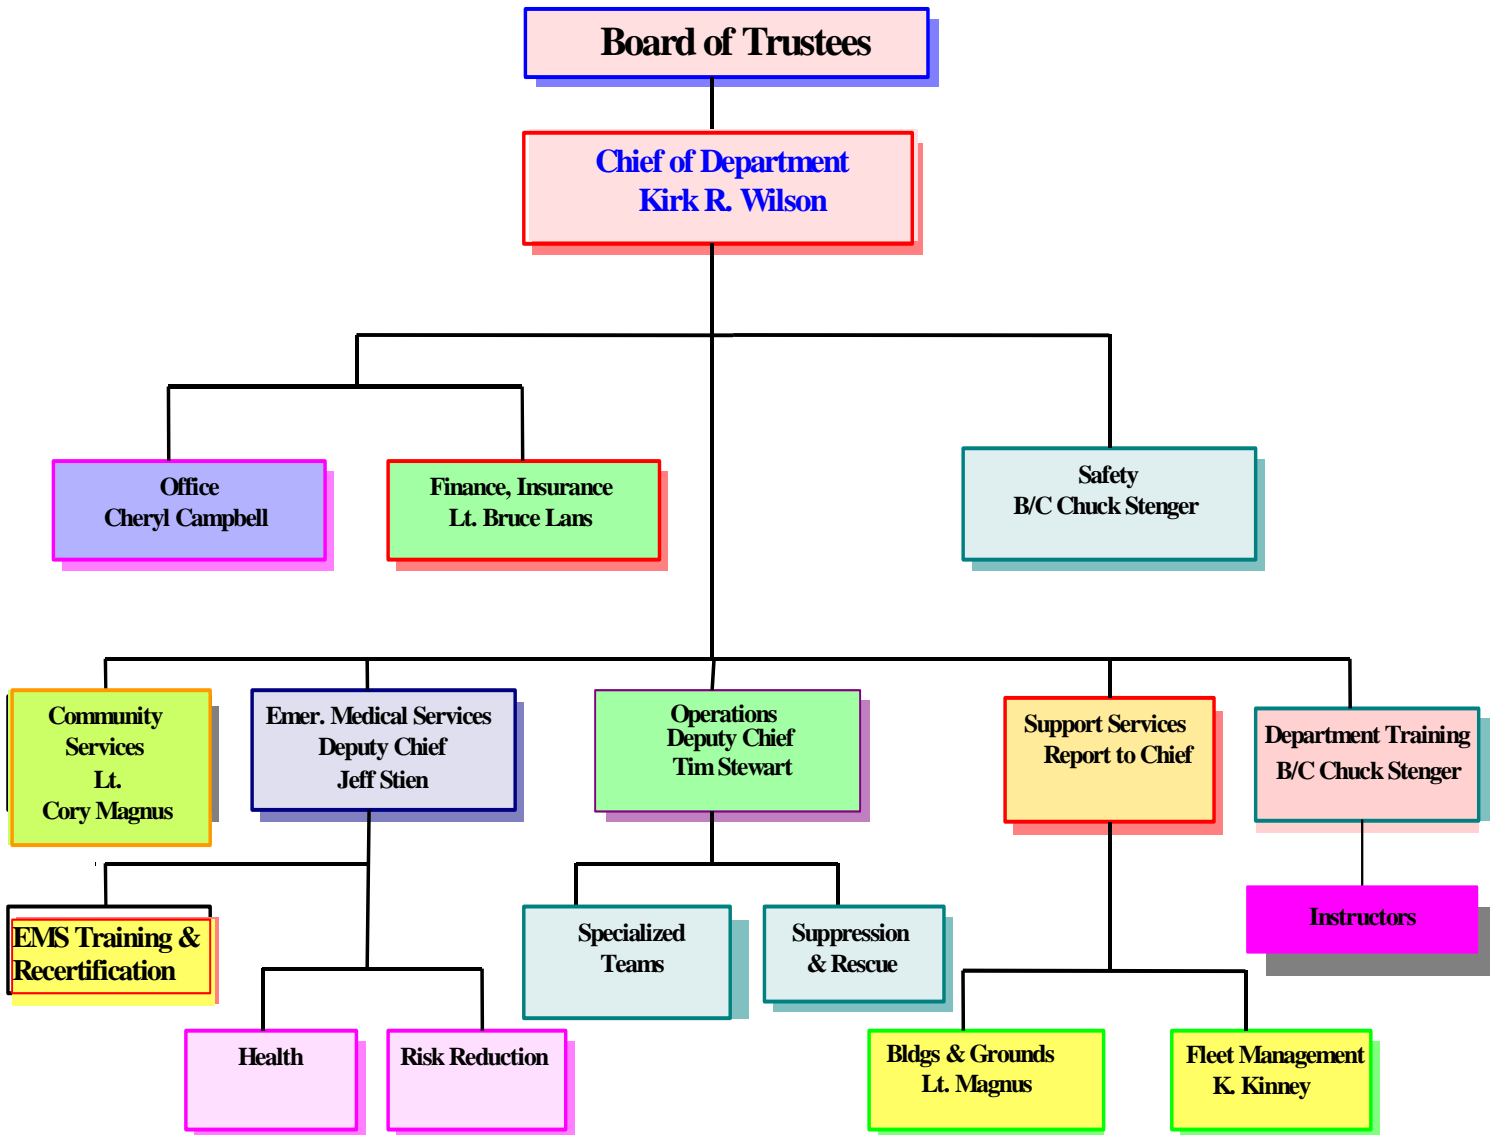 Board of Trustees
Chief of Department
Kirk R. Wilson
Office
Cheryl Campbell
Finance, Insurance
Lt. Bruce Lans
Safety
B/C Chuck Stenger
Community
Services
Lt.
Cory Magnus
Emer. Medical Services
Deputy Chief
Jeff Stien
Operations
Deputy Chief
Tim Stewart
Support Services
Report to Chief
Department Training
B/C Chuck Stenger
EMS Training &
Recertification
Specialized
Teams
Suppression
& Rescue
Instructors
Health
Risk Reduction
Bldgs & Grounds
Lt. Magnus
Fleet Management
K. Kinney